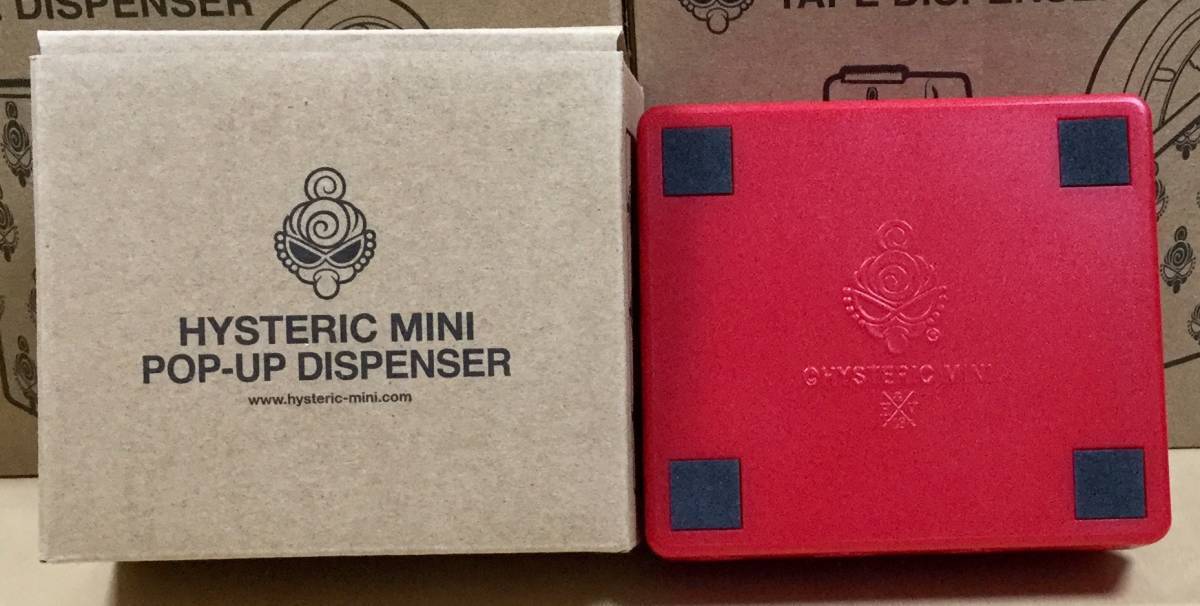 DISPENSER
TAPE DISPENSER
HYSTERIC MINI
POP-UP DISPENSER
www.hysteric-mini.com
©
©HYSTERIC MINI